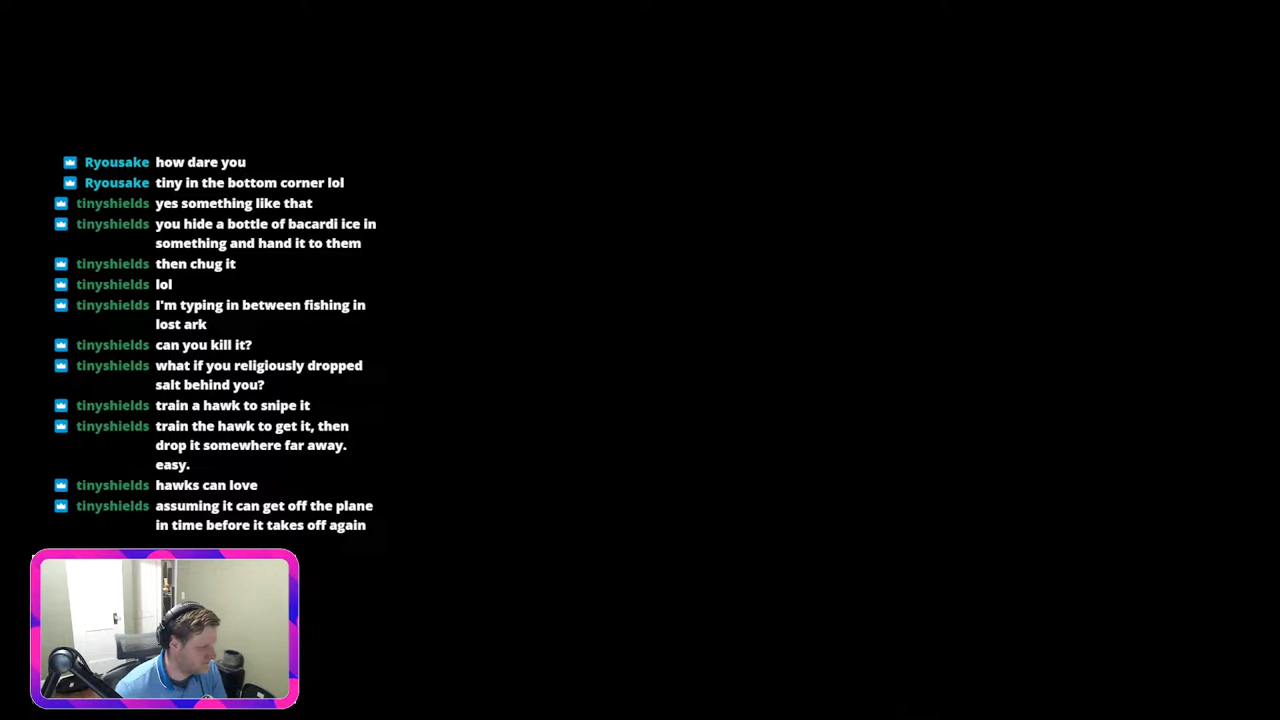 Ryousake how dare you
Ryousake tiny in the bottom corner lol
tinyshields yes something like that
tinyshields you hide a bottle of bacardi ice in
something and hand it to them
tinyshields then chug it
tinyshields lol
tinyshields I'm typing in between fishing in
lost ark
tinyshields can you kill it?
tinyshields what if you religiously dropped
salt behind you?
tinyshields train a hawk to snipe it
tinyshields train the hawk to get it, then
drop it somewhere far away.
easy.
tinyshields hawks can love
tinyshields assuming it can get off the plane
in time before it takes off again